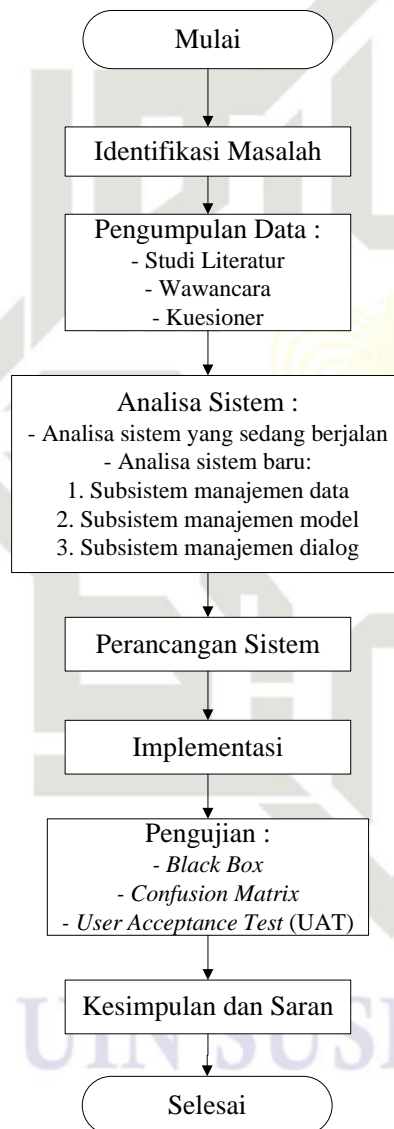 Mulai
Identifikasi Masalah
Pengumpulan Data :
- Studi Literatur
- Wawancara
- Kuesioner
Analisa Sistem :
- Analisa sistem yang sedang berjalan
- Analisa sistem baru:
1. Subsistem manajemen data
2. Subsistem manajemen model
3. Subsistem manajemen dialog
Perancangan Sistem
Implementasi
Pengujian :
- Black Box
- Confusion Matrix
- User Acceptance Test (UAT)
Kesimpulan dan Saran
UIN SUS
Selesai